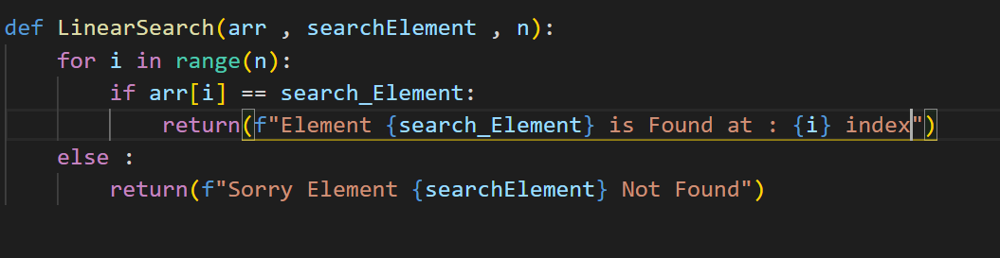 def LinearSearch(arr , searchElement , n):
    for i in range(n):
        if arr[i] == search_Element:
            return(f"Element {search_Element} is Found at : {i} index")
    else :
        return(f"Sorry Element {searchElement} Not Found")